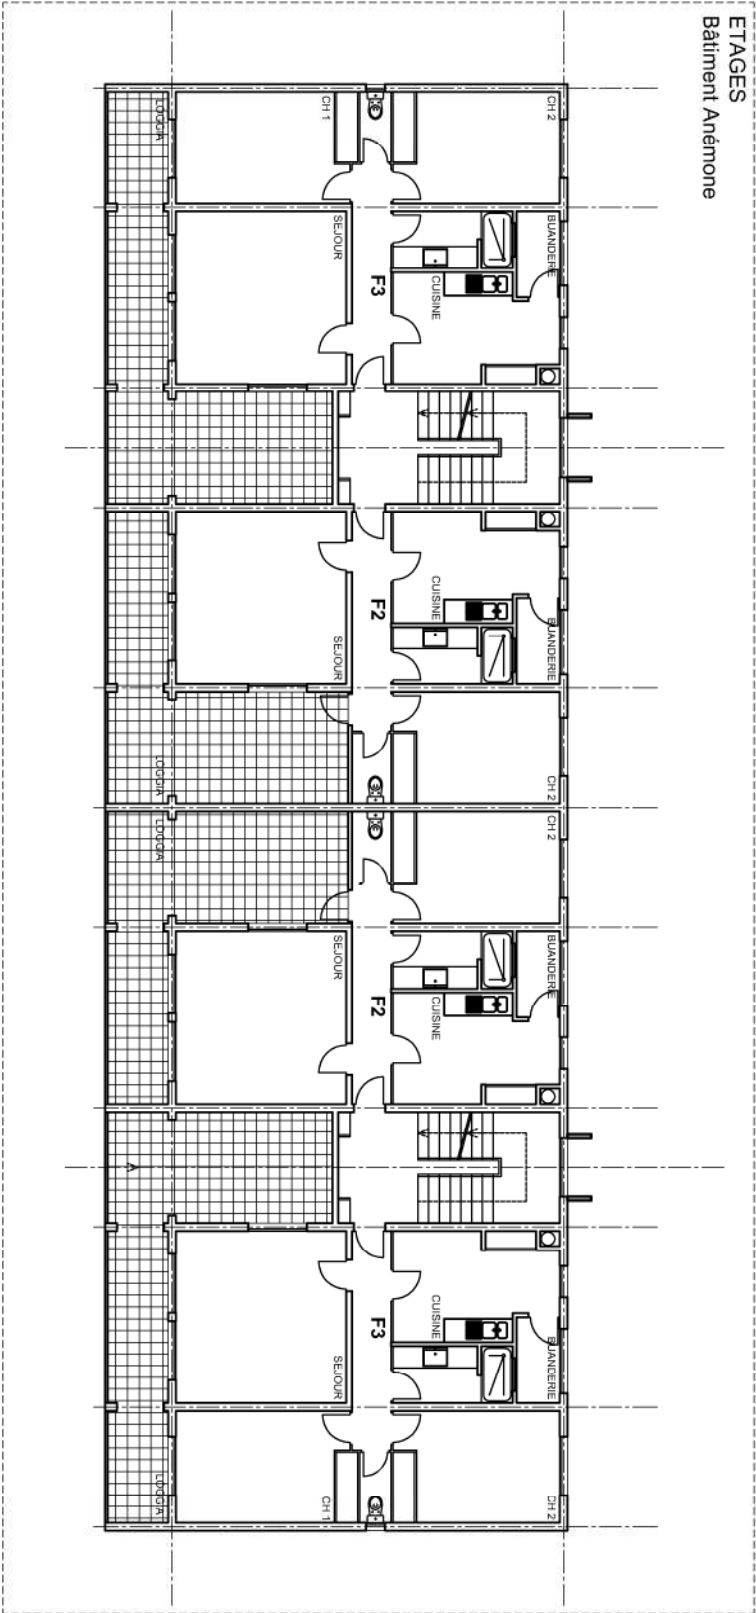 ETAGES
Bâtiment Anémone
CH 2
BUANDERIE
BUANDERIE
CH 2
CH 2
BUANDERIE
BUANDERIE
CH 2
CUISINE
CUISINE
CUISINE
CUISINE
F3
F2
F2
F3
SEJOUR
SEJOUR
SEJOUR
SEJOUR
CH 1
CH 1
LOGGIA
LOGGIA
LOGGIA
LOGGIA